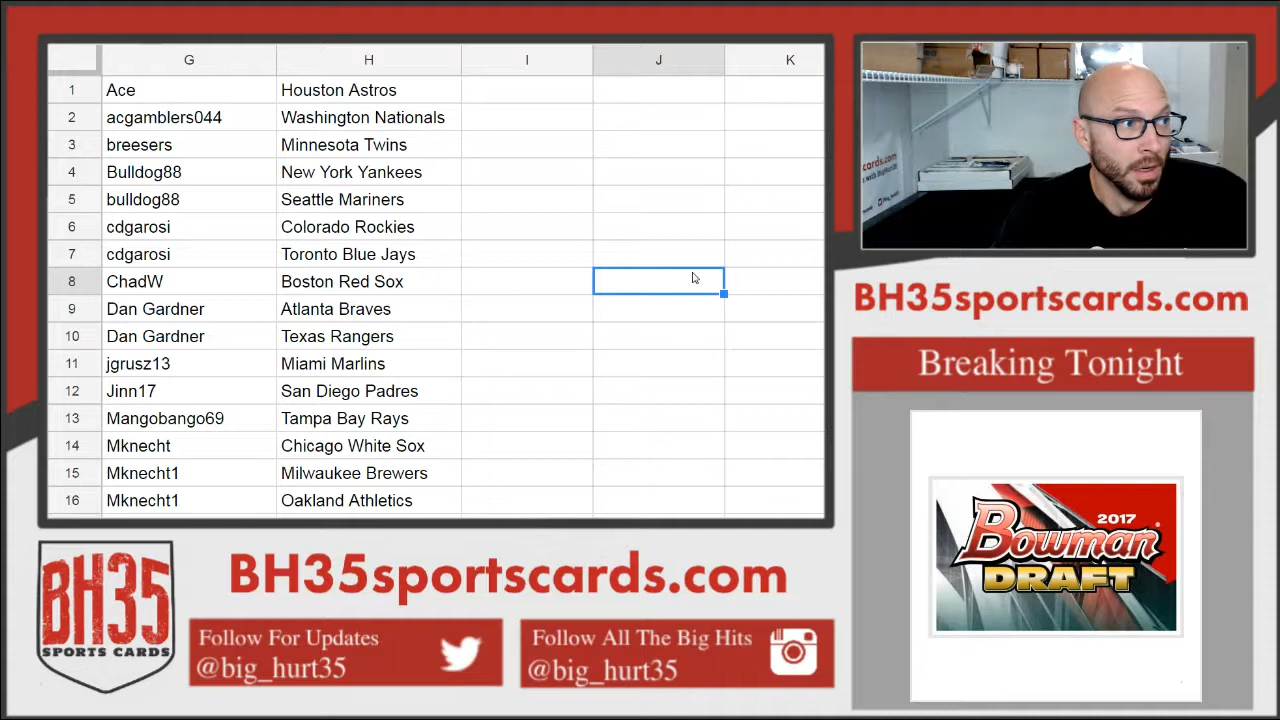 G H I J K
1 Ace Houston Astros
2 acgamblers044 Washington Nationals
3 breesers Minnesota Twins
4 Bulldog88 New York Yankees
5 bulldog88 Seattle Mariners
6 cdgarosi Colorado Rockies
7 cdgarosi Toronto Blue Jays
8 ChadW Boston Red Sox
9 Dan Gardner Atlanta Braves
10 Dan Gardner Texas Rangers
11 jgrusz13 Miami Marlins
12 Jinn17 San Diego Padres
13 Mangobango69 Tampa Bay Rays
14 Mknecht Chicago White Sox
15 Mknecht1 Milwaukee Brewers
16 Mknecht1 Oakland Athletics
cards.com
BH35sportscards.com
Breaking Tonight
2017
Bowman
DRAFT
BH35
SPORTS CARDS
BH35sportscards.com
Follow For Updates
@big_hurt35
Follow All The Big Hits
@big_hurt35